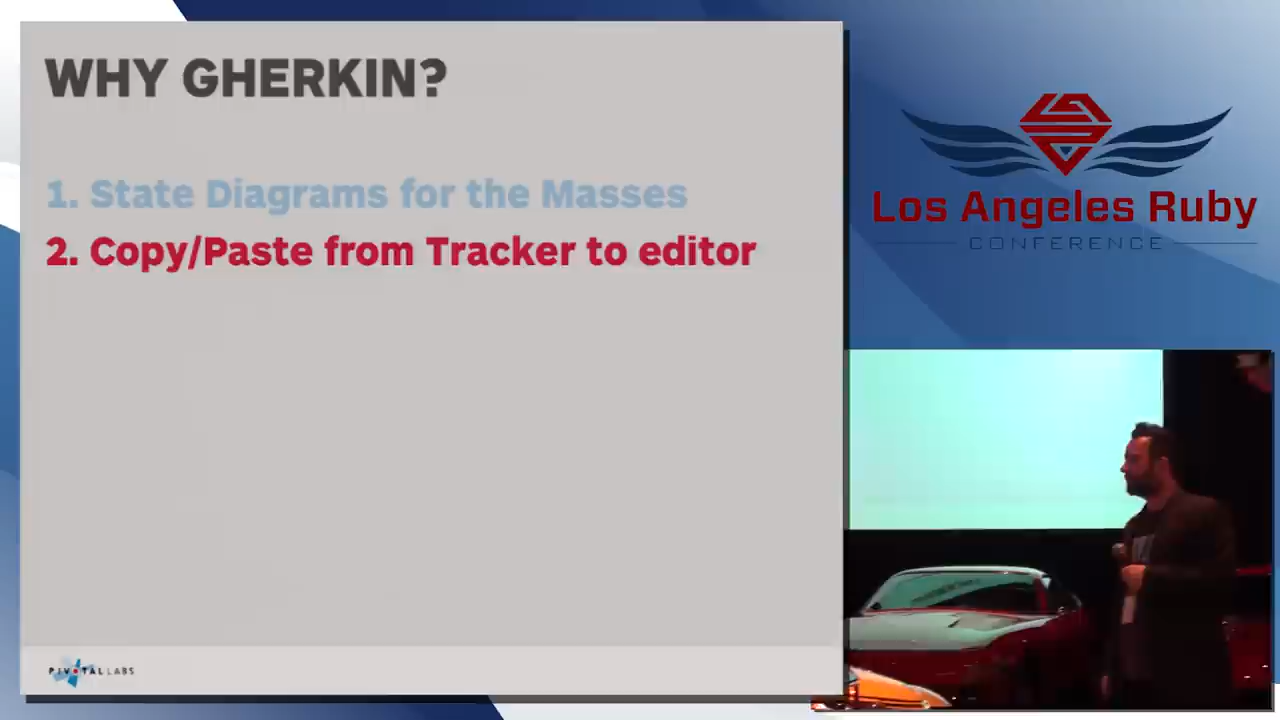 WHY GHERKIN?
1. State Diagrams for the Masses
2. Copy/Paste from Tracker to editor
PIVOTAL LABS
Los Angeles Ruby
CONFERENCE